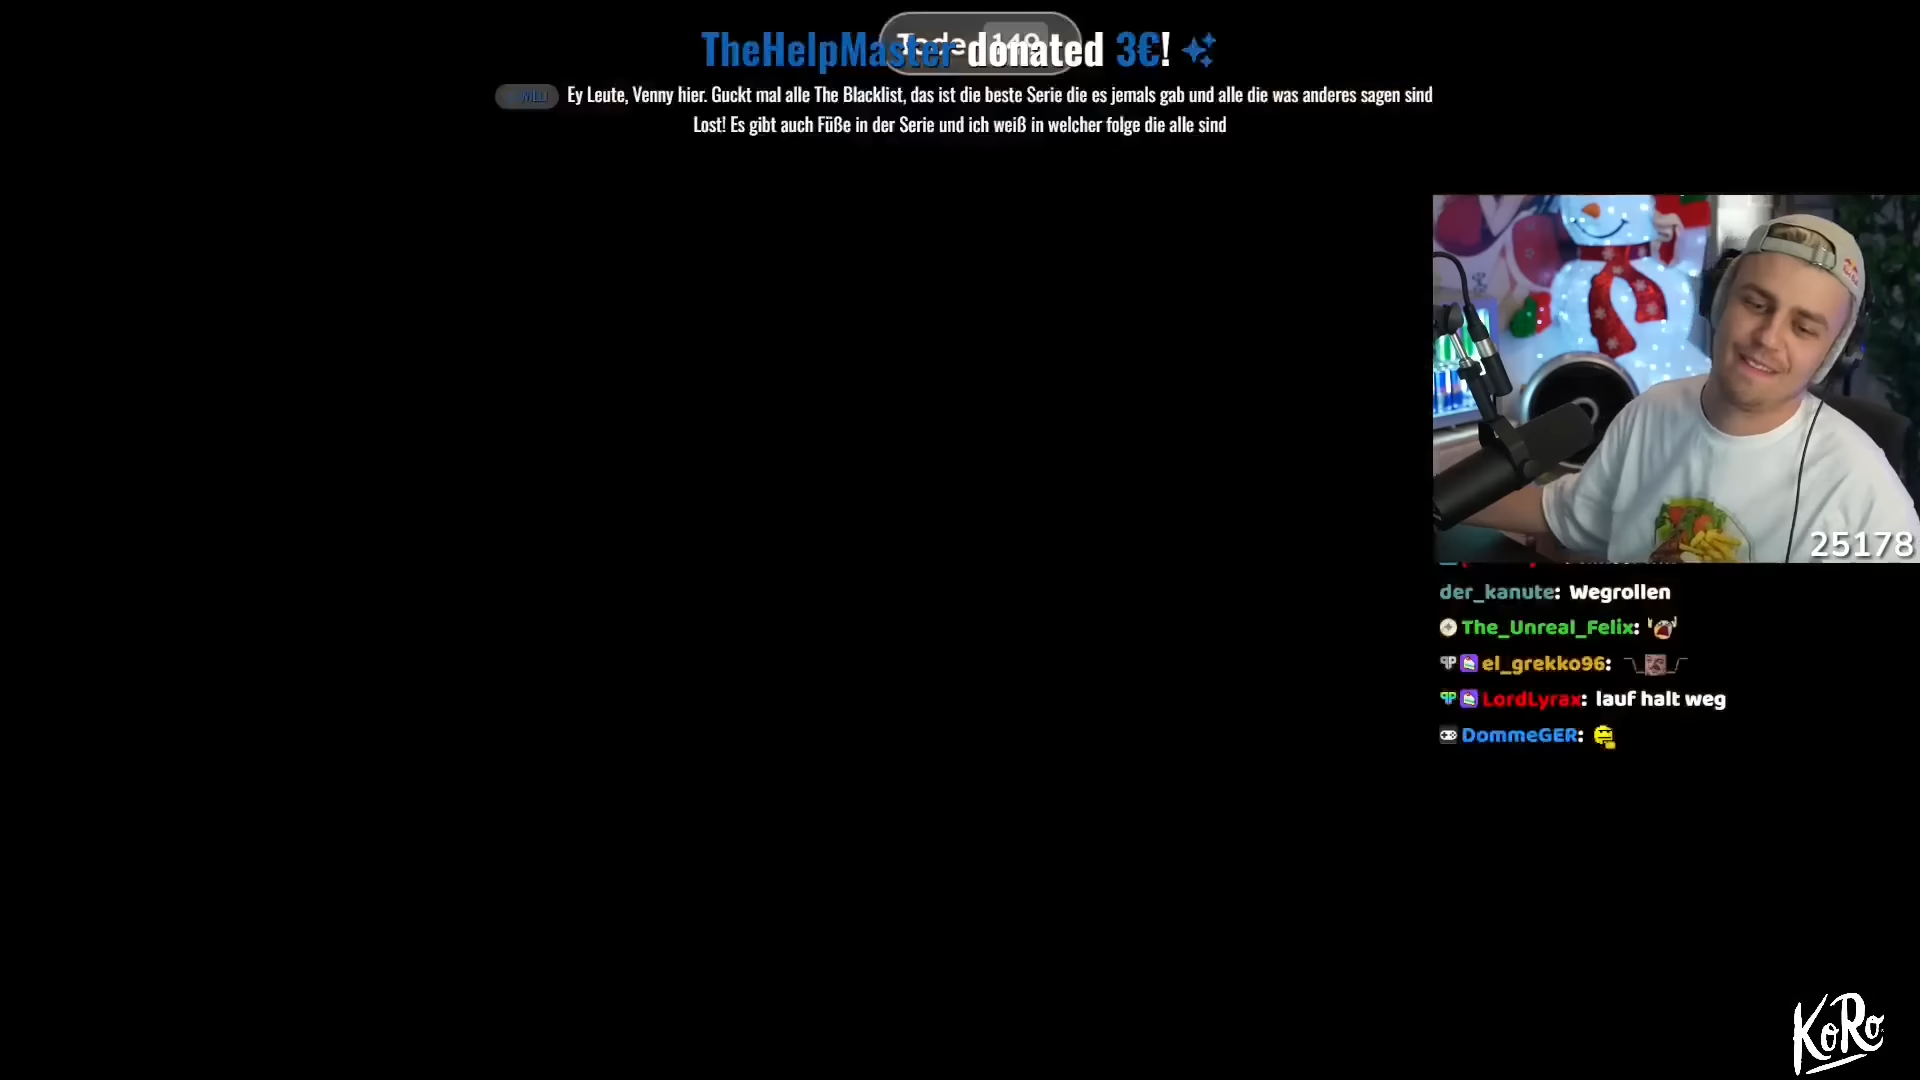 TheHelpMaster donated 3€!
Tode 149
Ey Leute, Venny hier. Guckt mal alle The Blacklist, das ist die beste Serie die es jemals gab und alle die was anderes sagen sind
Lost! Es gibt auch Füße in der Serie und ich weiß in welcher folge die alle sind
25178
der_kanute: Wegrollen
The_Unreal_Felix:
el_grekko96:
LordLyrax: lauf halt weg
DommeGER:
KoRo